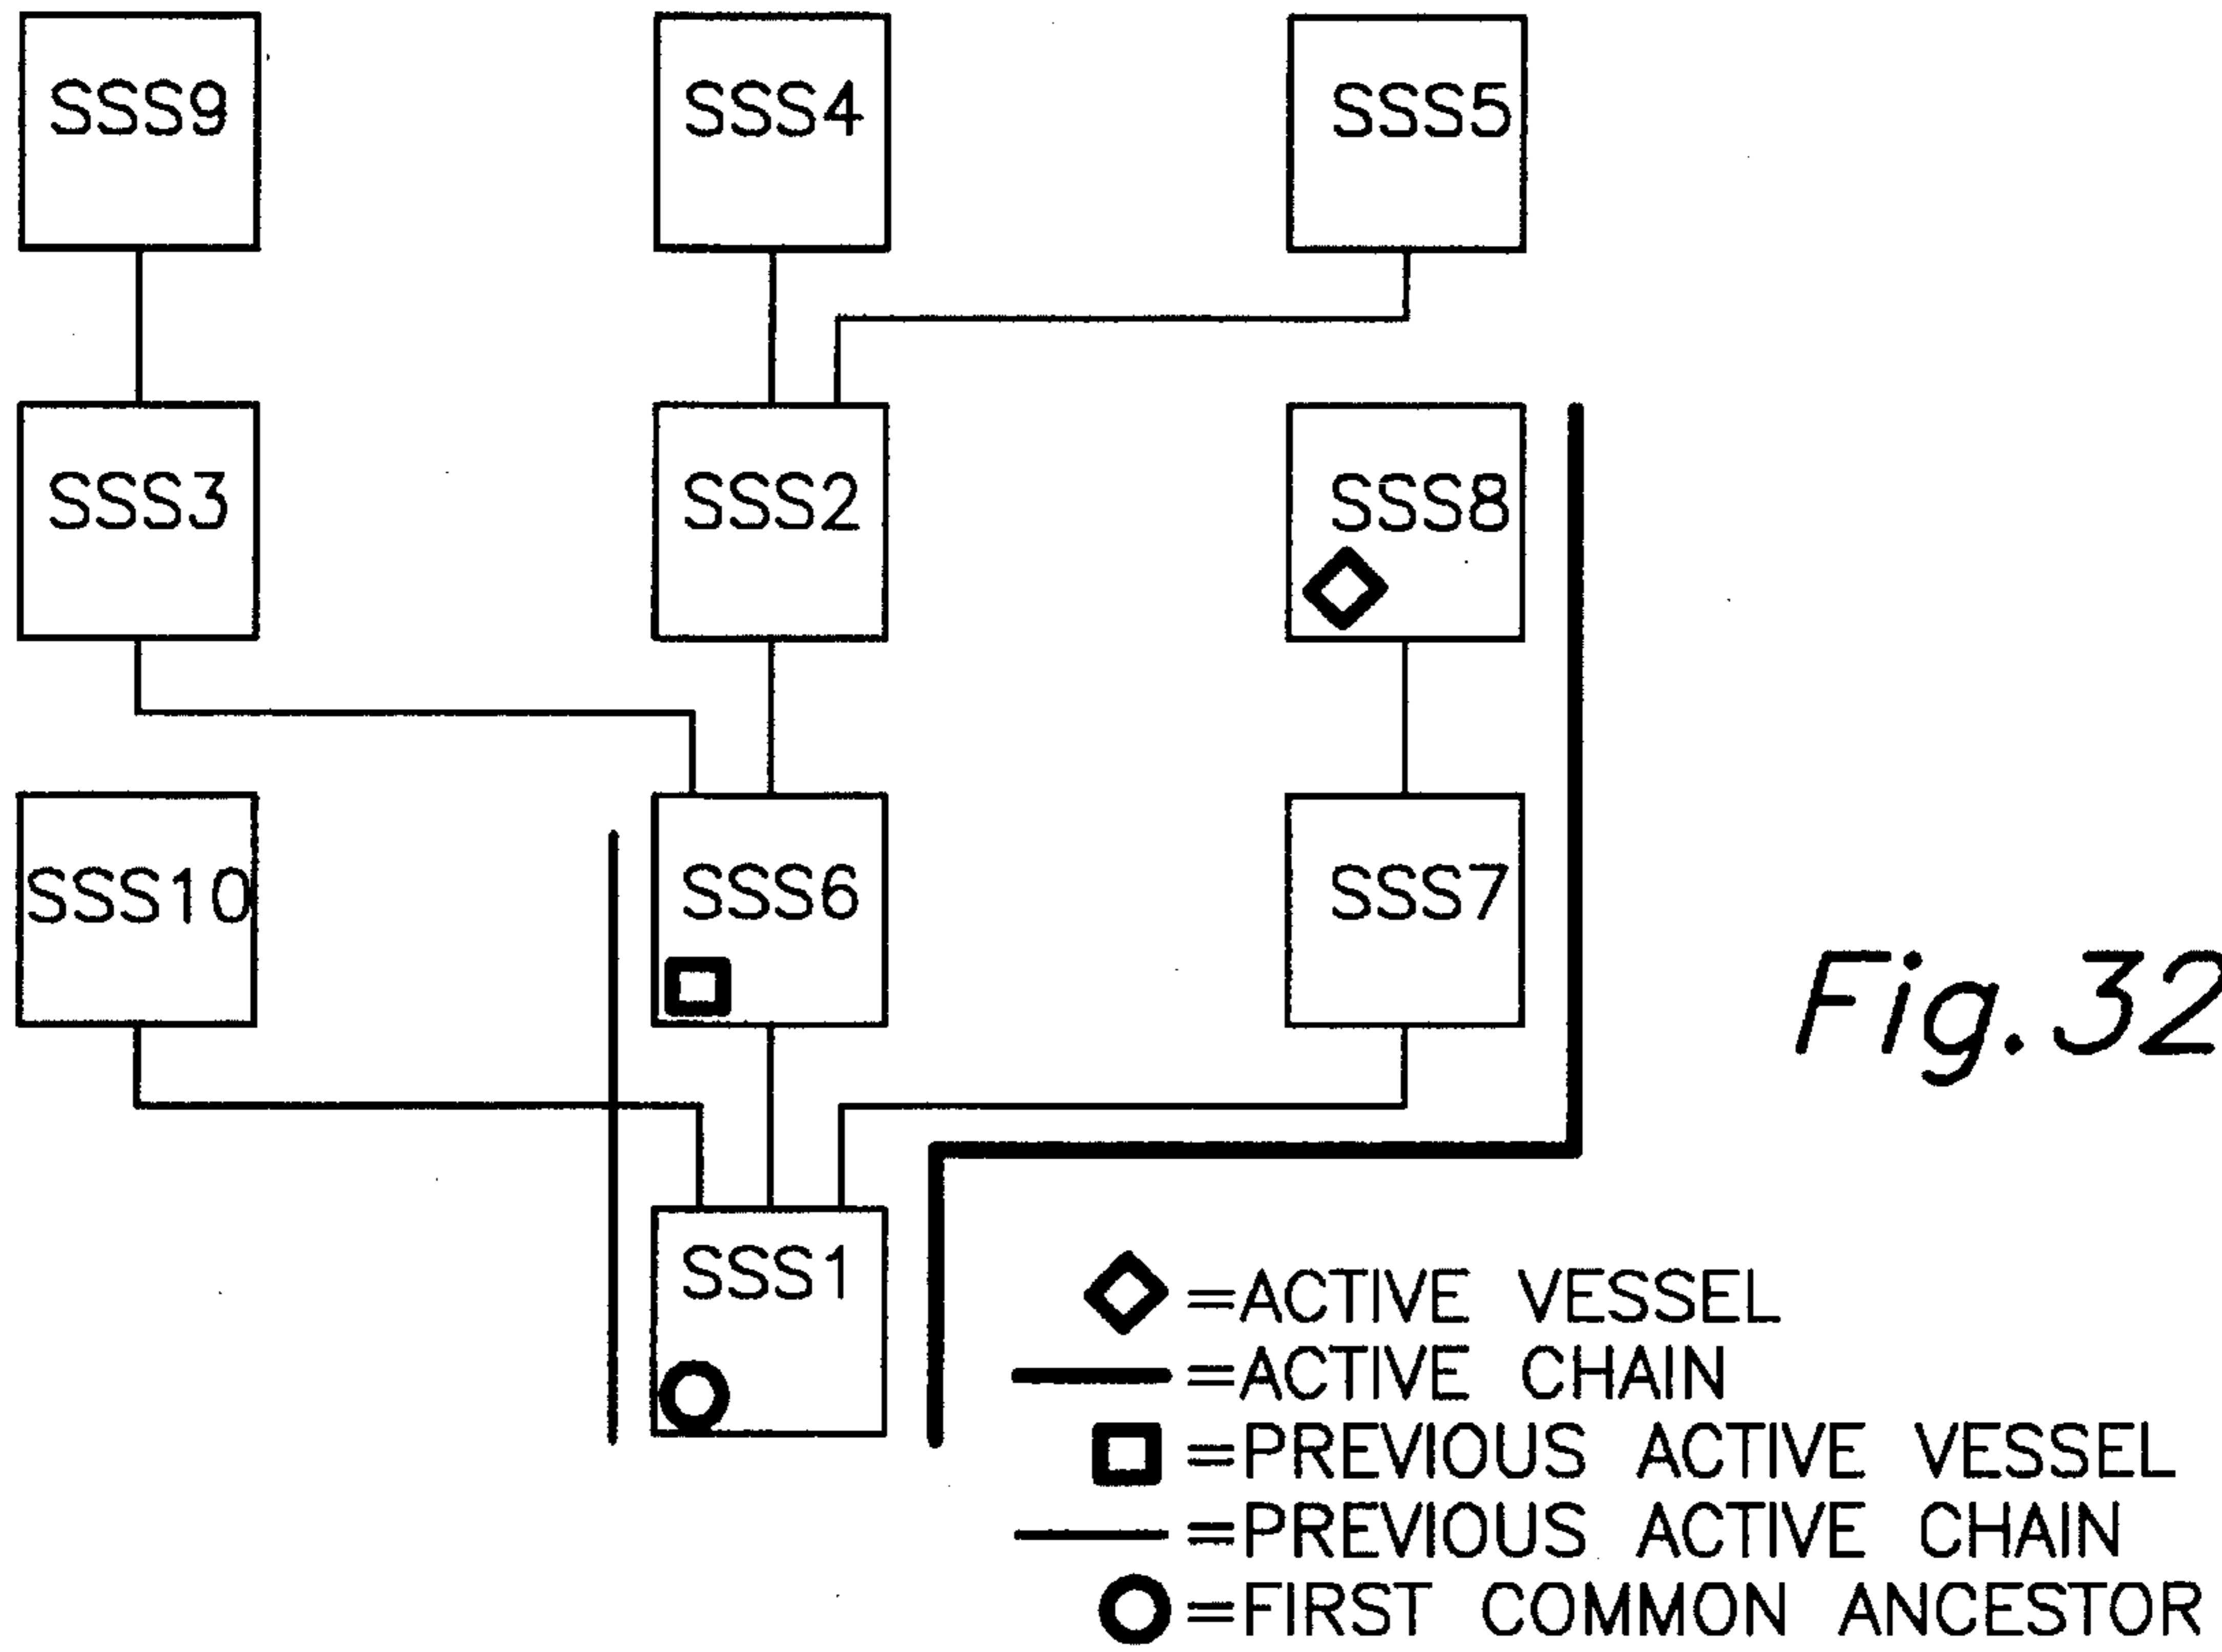 SSS9
SSS4
SSS5
SSS3
SSS2
SSS8
SSS10
SSS6
SSS7
Fig.32
SSS1
=ACTIVE VESSEL
=ACTIVE CHAIN
=PREVIOUS ACTIVE VESSEL
=PREVIOUS ACTIVE CHAIN
=FIRST COMMON ANCESTOR